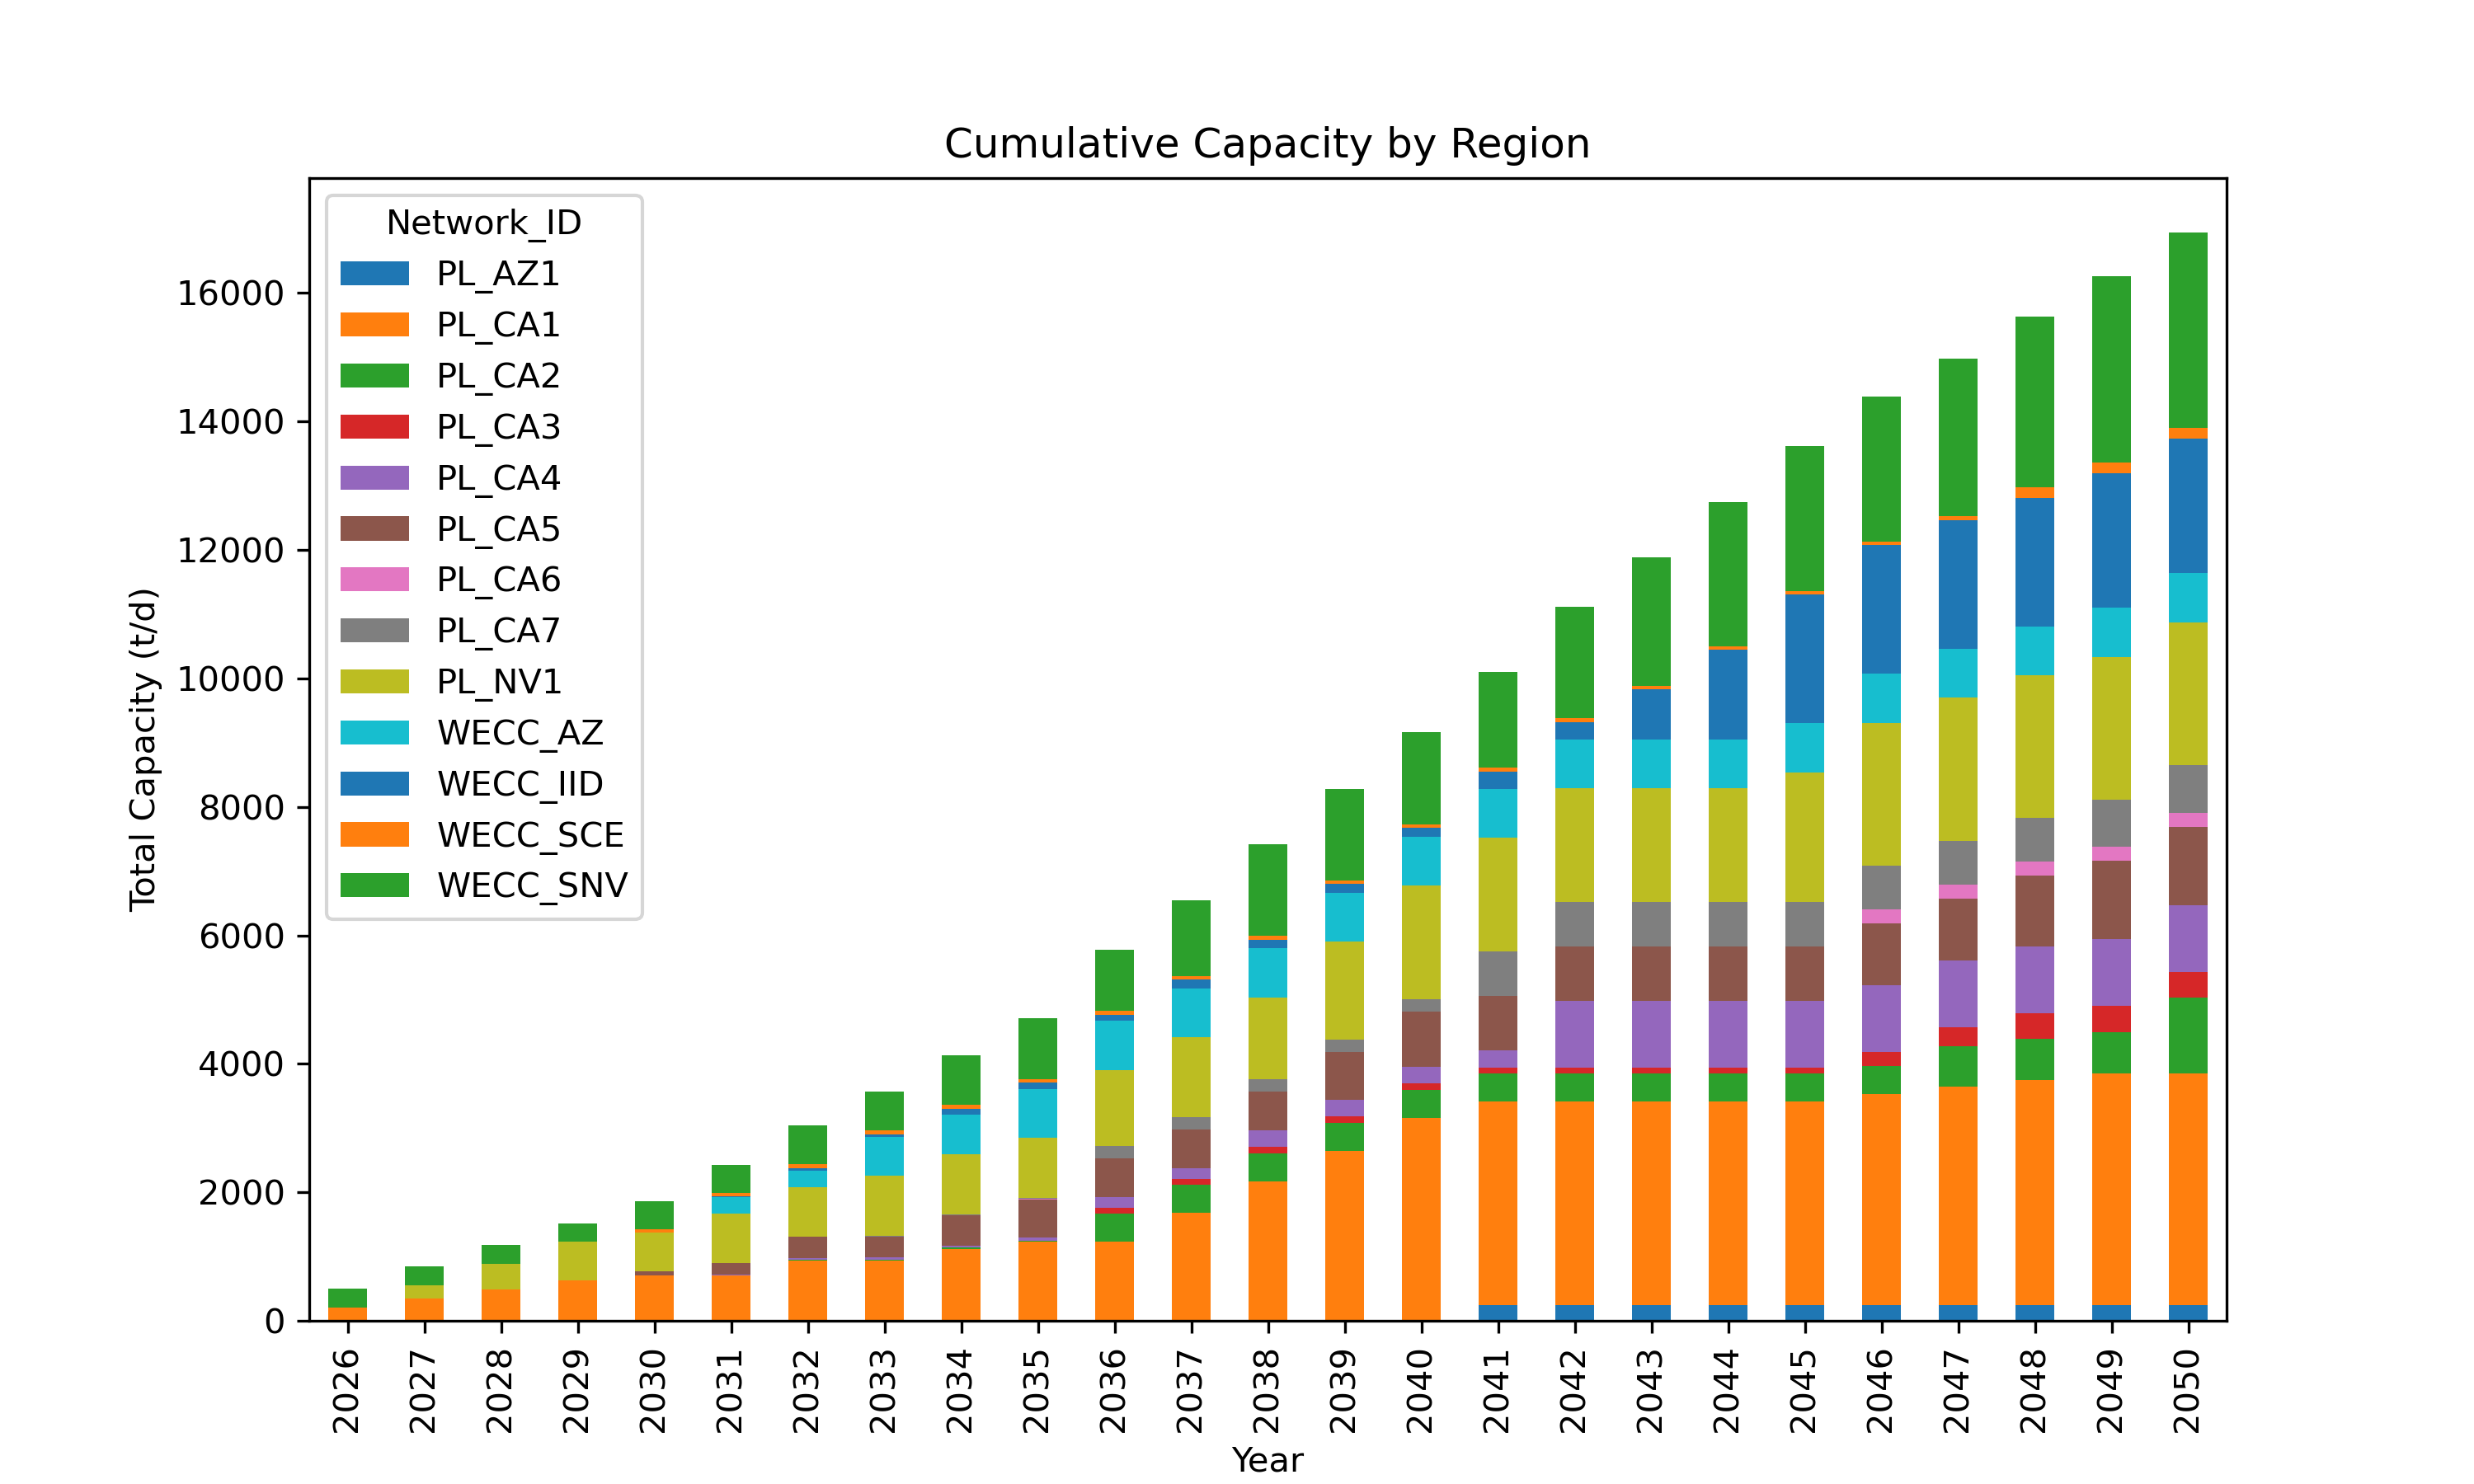 Cumulative Capacity by Region
Network_ID
PL_AZ1
PL_CA1
PL_CA2
PL_CA3
PL_CA4
PL_CA5
PL_CA6
PL_CA7
PL_NV1
WECC_AZ
WECC_IID
WECC_SCE
WECC_SNV
Total Capacity (t/d)
16000
14000
12000
10000
8000
6000
4000
2000
0
2026
2027
2028
2029
2030
2031
2032
2033
2034
2035
2036
2037
2038
2039
2040
2041
2042
2043
2044
2045
2046
2047
2048
2049
2050
Year